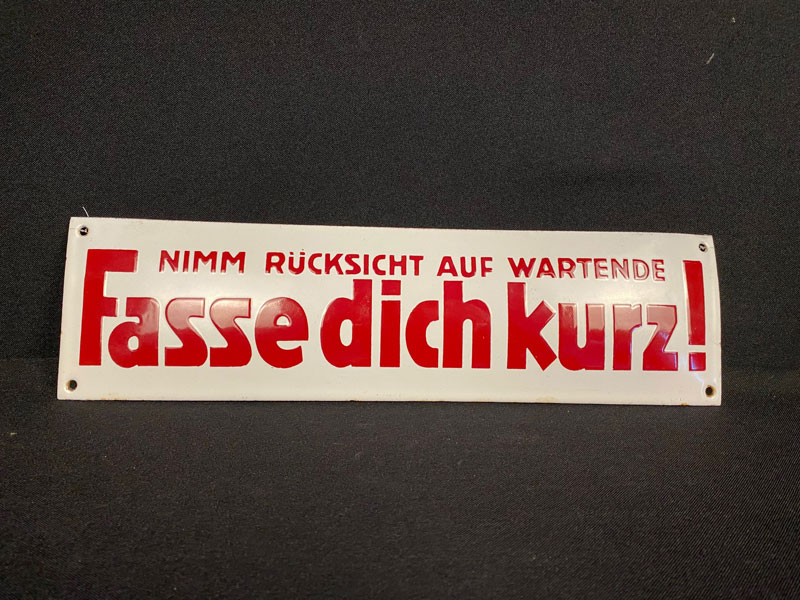 NIMM RÜCKSICHT AUF WARTENDE
Fasse dich kurz!